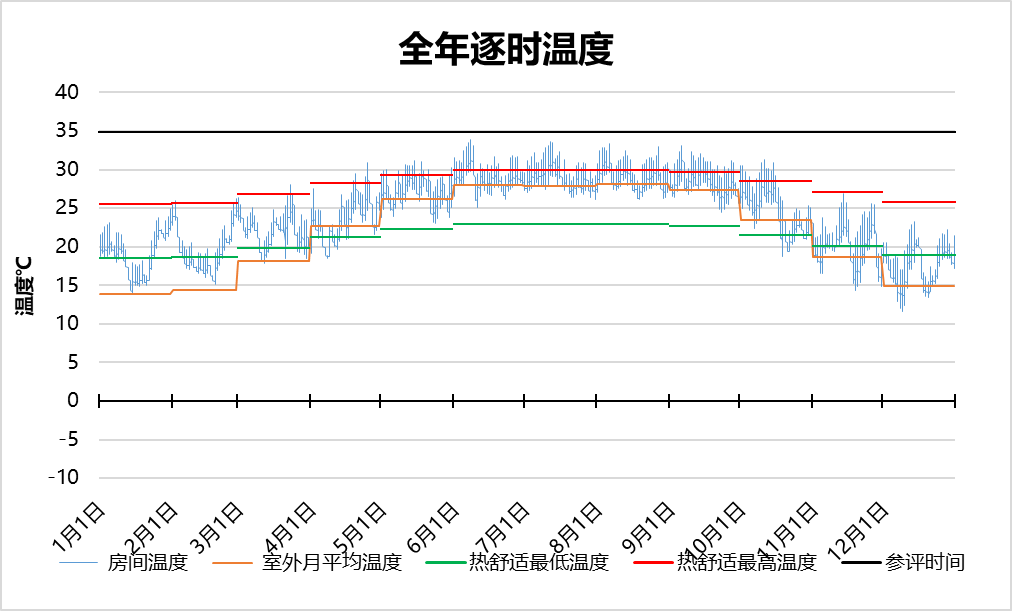 全年逐时温度
40
35
30
25
20
15
10
5
0
-5
-10
温度℃
1月1日
2月1日
3月1日
4月1日
5月1日
6月1日
7月1日
8月1日
9月1日
10月1日
11月1日
12月1日
房间温度 室外月平均温度 热舒适最低温度 热舒适最高温度 参评时间